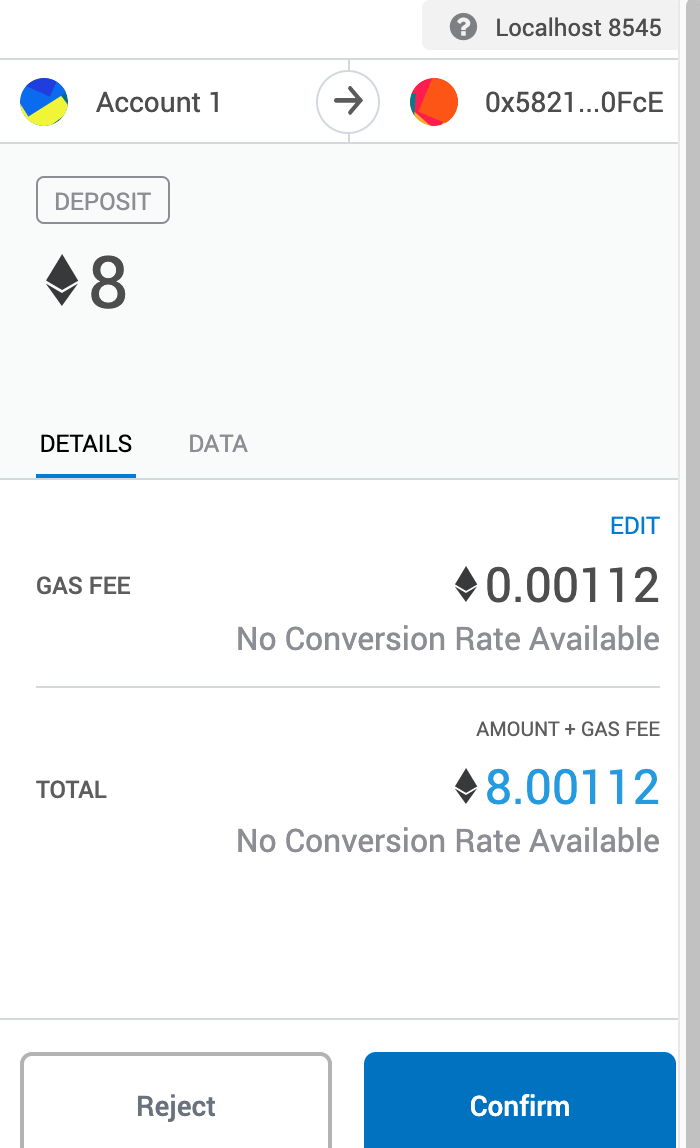 Localhost 8545
Account 1
0x5821...0FcE
DEPOSIT
8
DETAILS DATA
EDIT
GAS FEE
0.00112
No Conversion Rate Available
AMOUNT + GAS FEE
TOTAL
8.00112
No Conversion Rate Available
Reject
Confirm